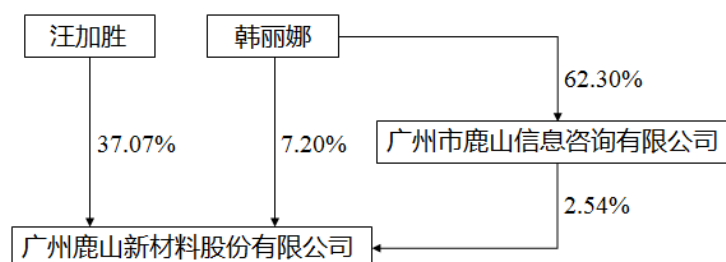 汪加胜
韩丽娜
62.30%
37.07%
7.20%
广州市鹿山信息咨询有限公司
2.54%
广州鹿山新材料股份有限公司